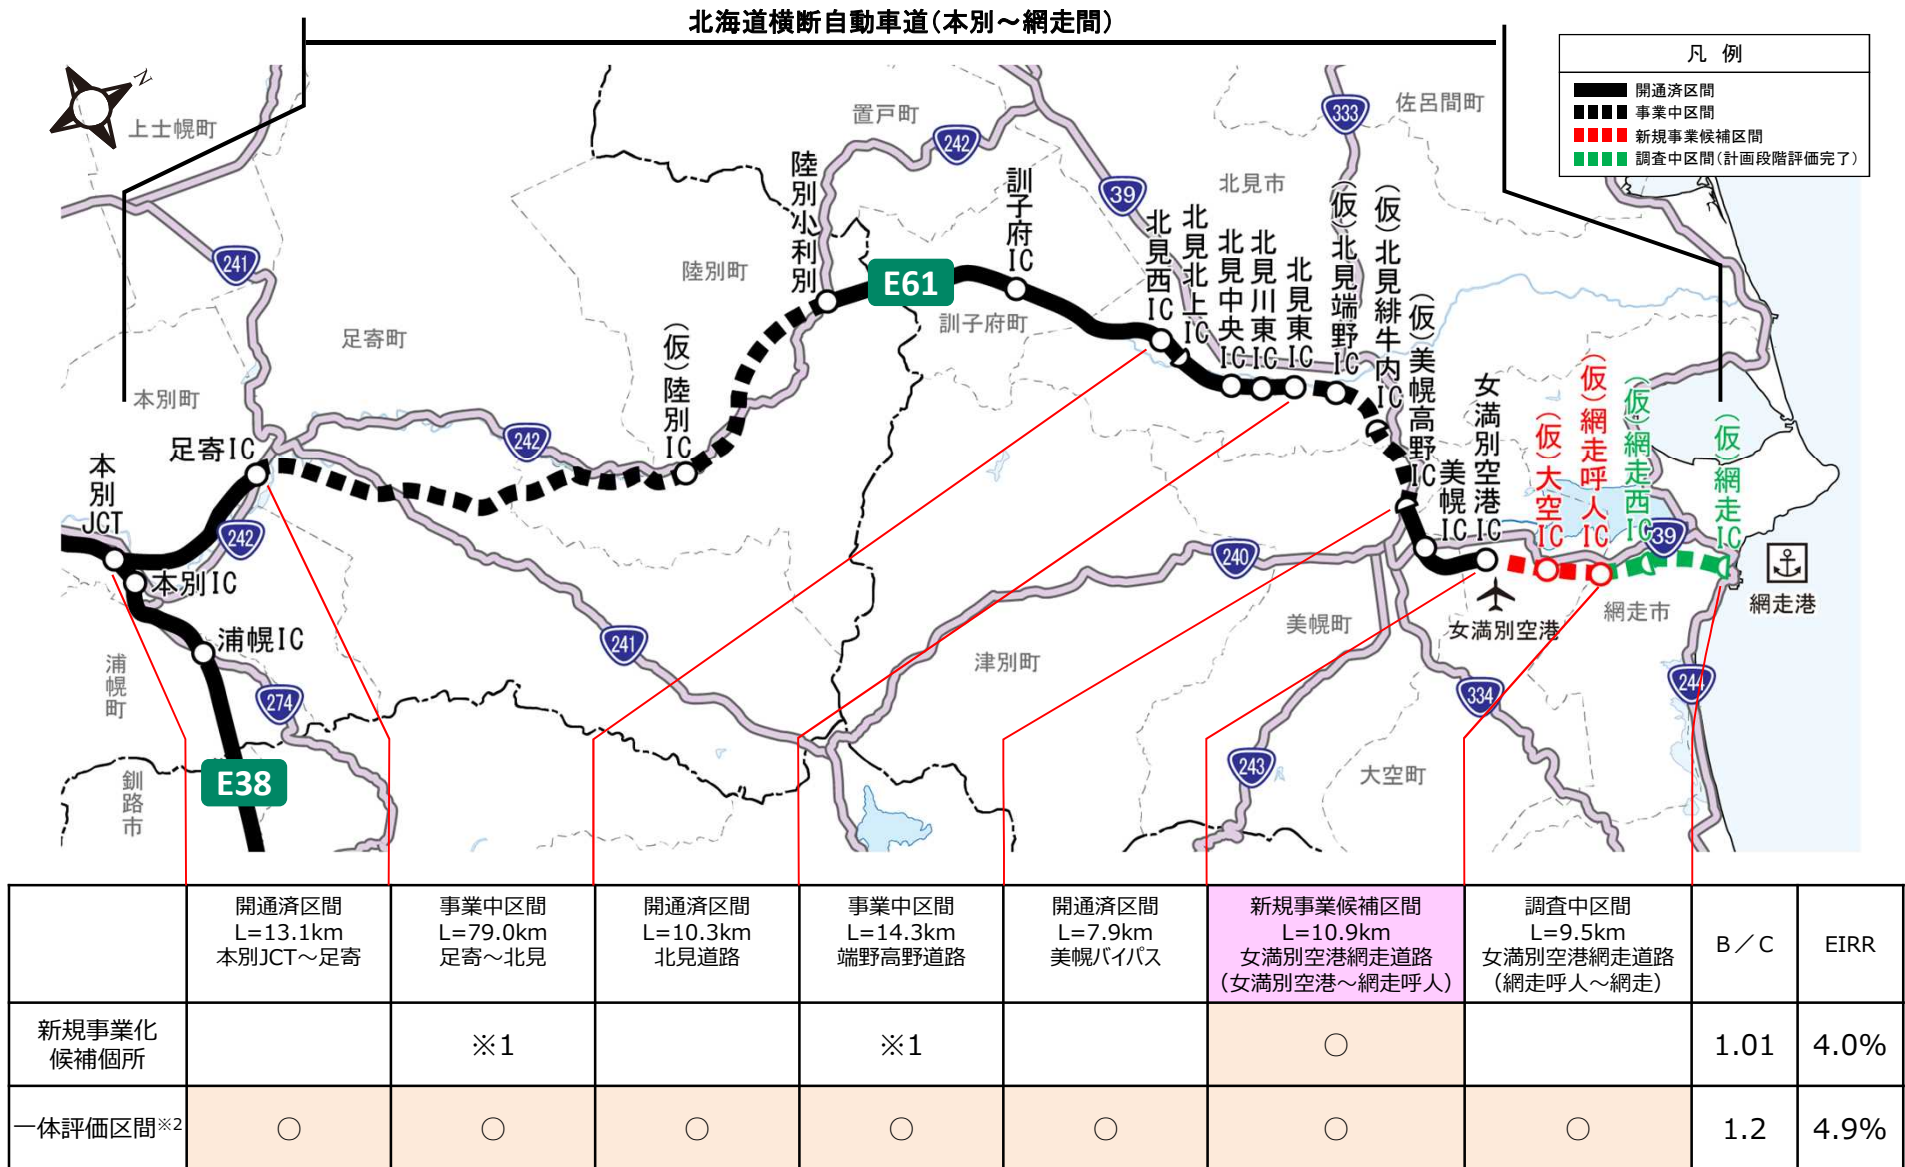 北海道横断自動車道(本別～網走間)
凡 例
開通済区間
事業中区間
新規事業候補区間
調査中区間(計画段階評価完了)
N
上士幌町
置戸町
佐呂間町
北見市
陸別町
足寄町
訓子府町
本別町
浦幌町
釧路市
津別町
美幌町
大空町
網走市
241
242
242
242
39
333
240
241
274
243
334
244
39
E61
E38
本別JCT
本別IC
浦幌IC
足寄IC
(仮)陸別IC
陸別小利別
訓子府IC
北見西IC
北見北上IC
北見中央IC
北見川東IC
北見東IC
(仮)北見端野IC
(仮)北見緋牛内IC
(仮)美幌高野IC
美幌IC
女満別空港IC
(仮)大空IC
(仮)網走呼人IC
(仮)網走西IC
(仮)網走IC
女満別空港
網走港
開通済区間
L=13.1km
本別JCT～足寄
事業中区間
L=79.0km
足寄～北見
開通済区間
L=10.3km
北見道路
事業中区間
L=14.3km
端野高野道路
開通済区間
L=7.9km
美幌バイパス
新規事業候補区間
L=10.9km
女満別空港網走道路
(女満別空港～網走呼人)
調査中区間
L=9.5km
女満別空港網走道路
(網走呼人～網走)
B／C
EIRR
新規事業化
候補個所
※1
※1
○
1.01
4.0%
一体評価区間※2
○
○
○
○
○
○
○
1.2
4.9%